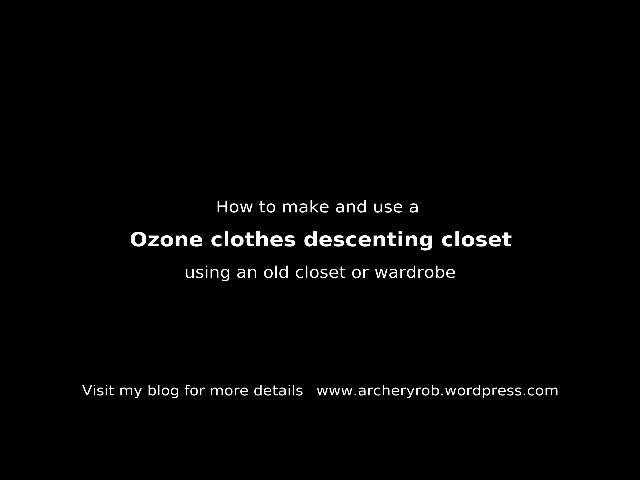 How to make and use a
Ozone clothes descenting closet
using an old closet or wardrobe
Visit my blog for more details www.archeryrob.wordpress.com